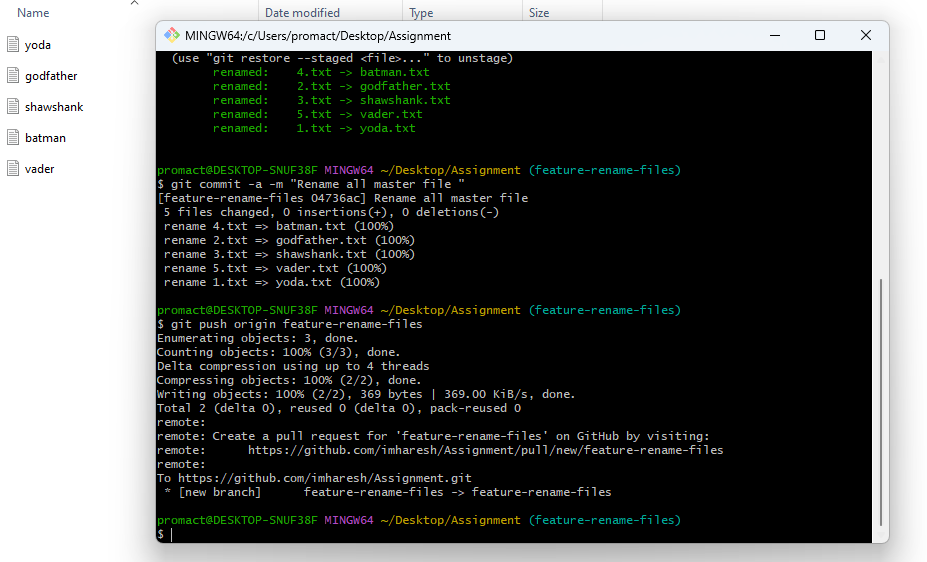 Name Date modified Type Size
yoda
godfather
shawshank
batman
vader
MINGW64:/c/Users/promact/Desktop/Assignment
(use "git restore --staged <file>..." to unstage)
renamed: 4.txt -> batman.txt
renamed: 2.txt -> godfather.txt
renamed: 3.txt -> shawshank.txt
renamed: 5.txt -> vader.txt
renamed: 1.txt -> yoda.txt
promact@DESKTOP-SNUF38F MINGW64 ~/Desktop/Assignment (feature-rename-files)
$ git commit -a -m "Rename all master file "
[feature-rename-files 04736ac] Rename all master file
5 files changed, 0 insertions(+), 0 deletions(-)
rename 4.txt => batman.txt (100%)
rename 2.txt => godfather.txt (100%)
rename 3.txt => shawshank.txt (100%)
rename 5.txt => vader.txt (100%)
rename 1.txt => yoda.txt (100%)
promact@DESKTOP-SNUF38F MINGW64 ~/Desktop/Assignment (feature-rename-files)
$ git push origin feature-rename-files
Enumerating objects: 3, done.
Counting objects: 100% (3/3), done.
Delta compression using up to 4 threads
Compressing objects: 100% (2/2), done.
Writing objects: 100% (2/2), 369 bytes | 369.00 KiB/s, done.
Total 2 (delta 0), reused 0 (delta 0), pack-reused 0
remote:
remote: Create a pull request for 'feature-rename-files' on GitHub by visiting:
remote: https://github.com/imharesh/Assignment/pull/new/feature-rename-files
remote:
To https://github.com/imharesh/Assignment.git
* [new branch] feature-rename-files -> feature-rename-files
promact@DESKTOP-SNUF38F MINGW64 ~/Desktop/Assignment (feature-rename-files)
$